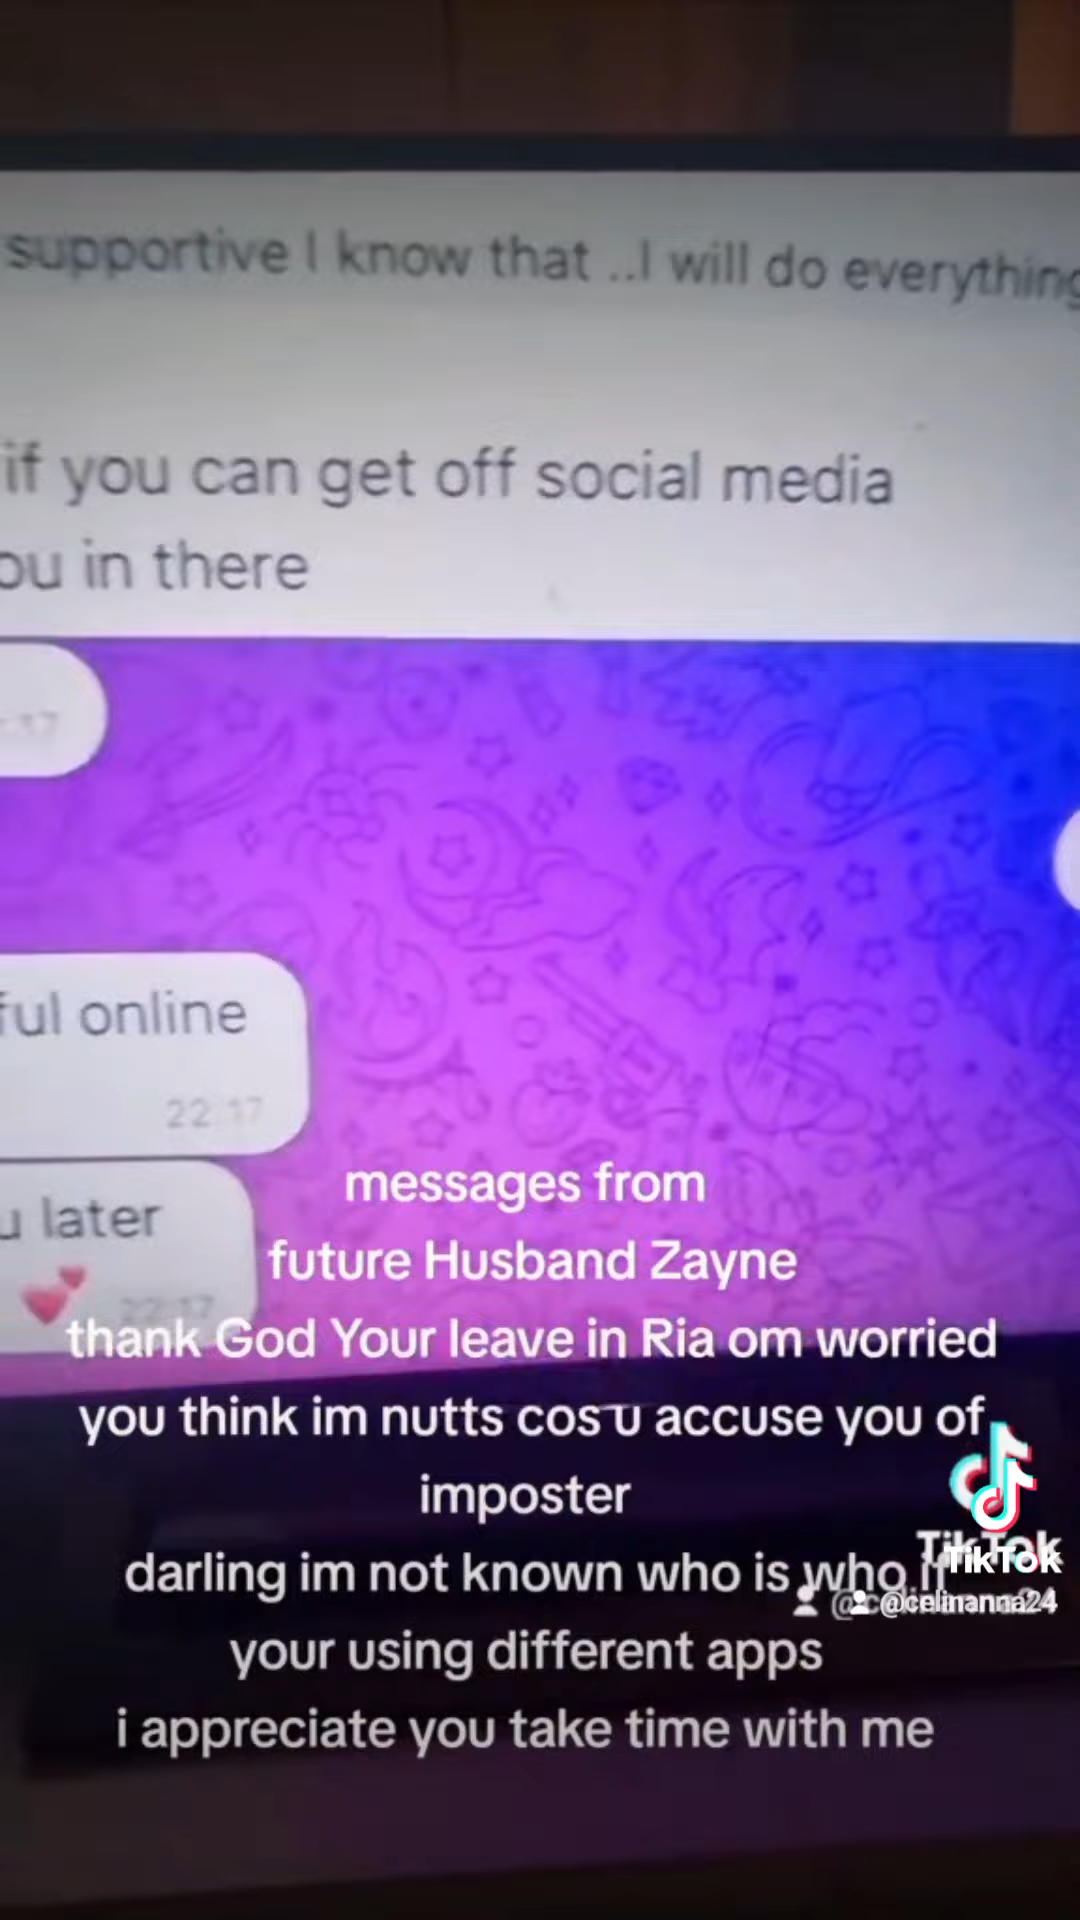 supportive I know that ..I will do everything
if you can get off social media
ou in there
:37
ful online
22:17
u later
22:17
messages from
future Husband Zayne
thank God Your leave in Ria om worried
you think im nutts cos u accuse you of
imposter
darling im not known who is who if
your using different apps
i appreciate you take time with me
TikTok
@celinanna24